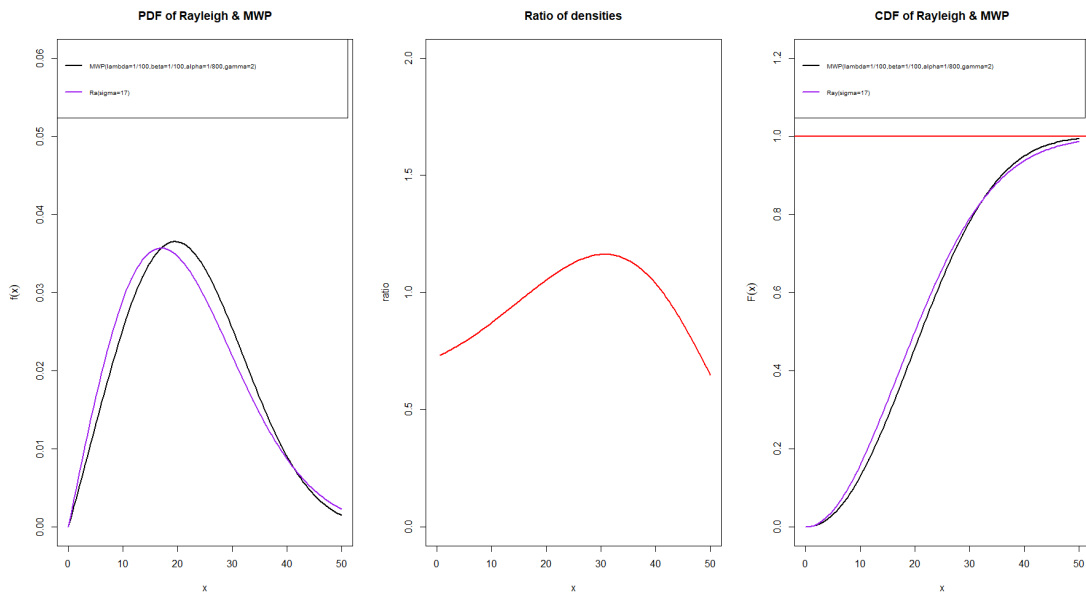 PDF of Rayleigh & MWP
MWP(lambda=1/100,beta=1/100,alpha=1/800,gamma=2)
Ra(sigma=17)
f(x)
0.06
0.05
0.04
0.03
0.02
0.01
0.00
0 10 20 30 40 50
x
Ratio of densities
ratio
2.0
1.5
1.0
0.5
0.0
0 10 20 30 40 50
x
CDF of Rayleigh & MWP
MWP(lambda=1/100,beta=1/100,alpha=1/800,gamma=2)
Ray(sigma=17)
F(x)
1.2
1.0
0.8
0.6
0.4
0.2
0.0
0 10 20 30 40 50
x